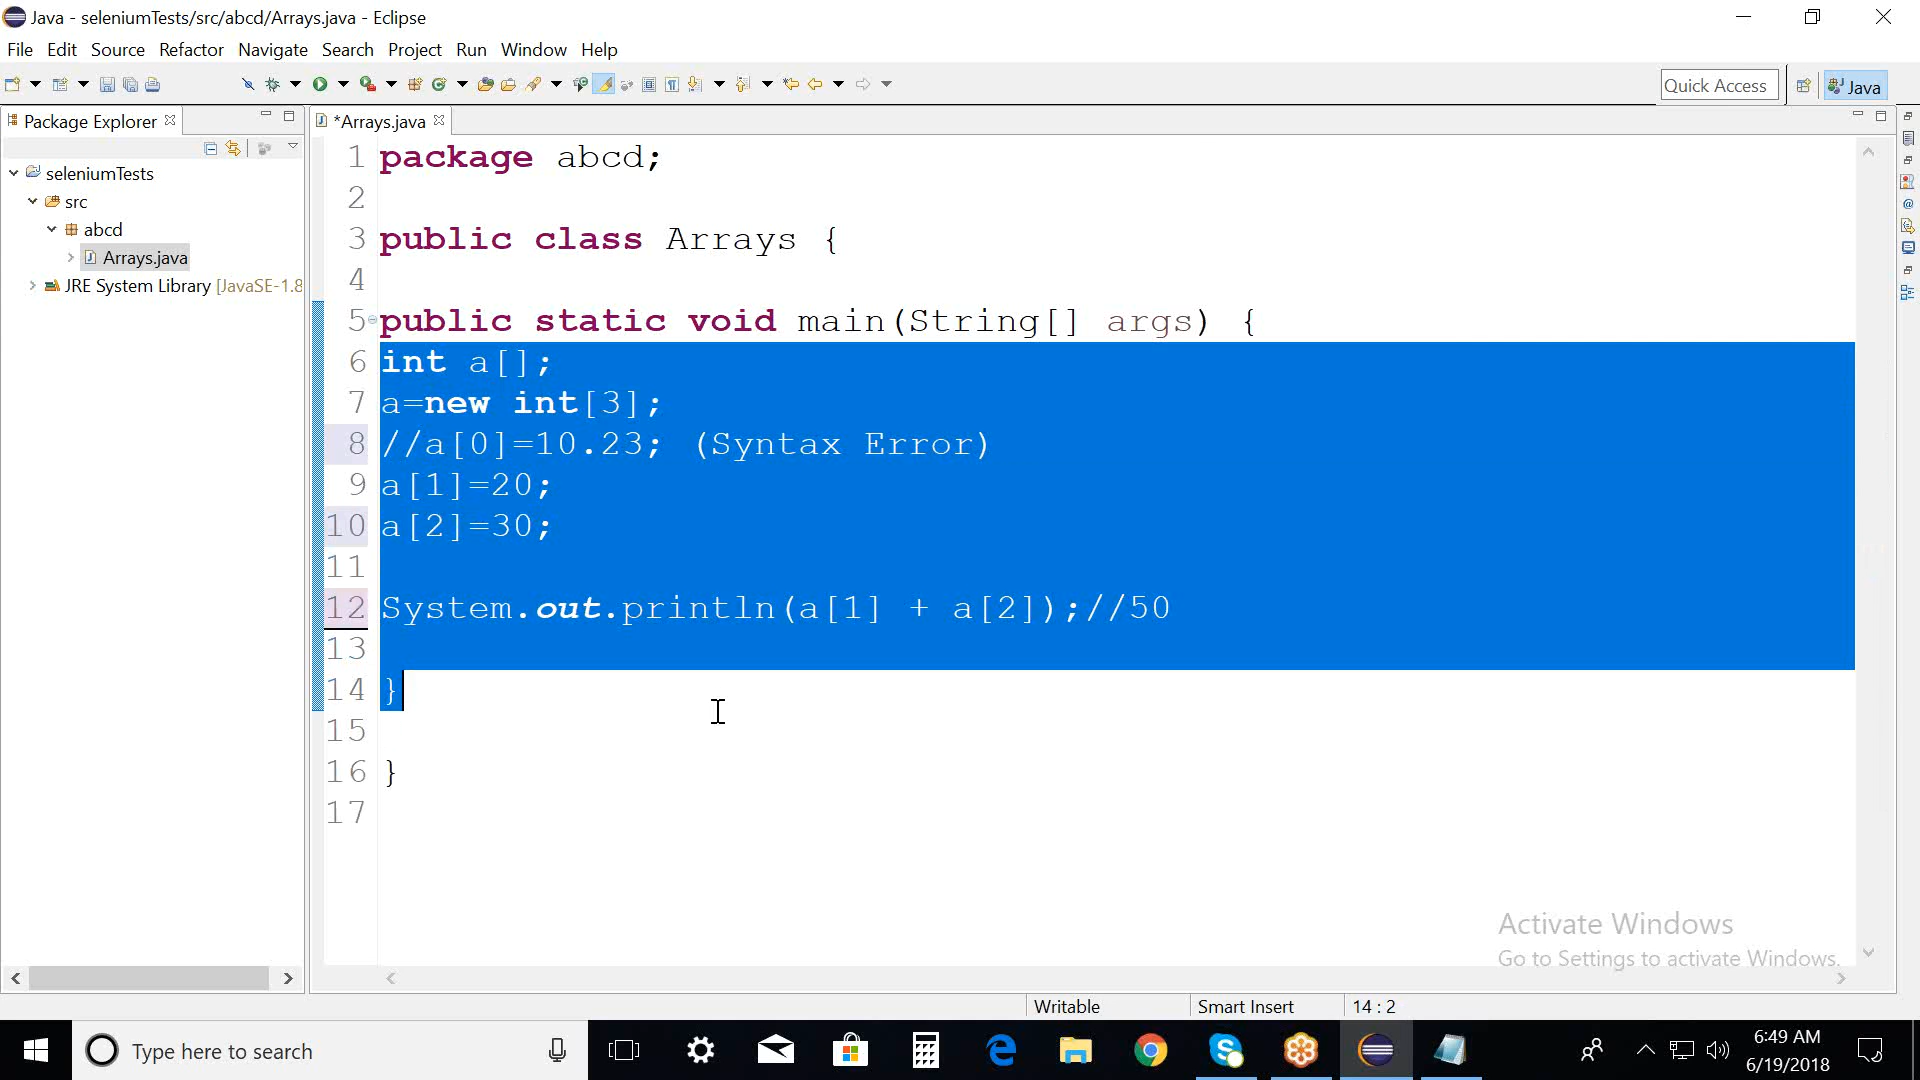 Java - seleniumTests/src/abcd/Arrays.java - Eclipse
File Edit Source Refactor Navigate Search Project Run Window Help
Quick Access
Java
Package Explorer
*Arrays.java
seleniumTests
src
abcd
Arrays.java
JRE System Library [JavaSE-1.8
1 package abcd;
2
3 public class Arrays {
4
5 public static void main(String[] args) {
6 int a[];
7 a=new int[3];
8 //a[0]=10.23; (Syntax Error)
9 a[1]=20;
10 a[2]=30;
11
12 System.out.println(a[1] + a[2]);//50
13
14 }
15
16 }
17
Activate Windows
Go to Settings to activate Windows.
Writable
Smart Insert
14 : 2
Type here to search
6:49 AM
6/19/2018